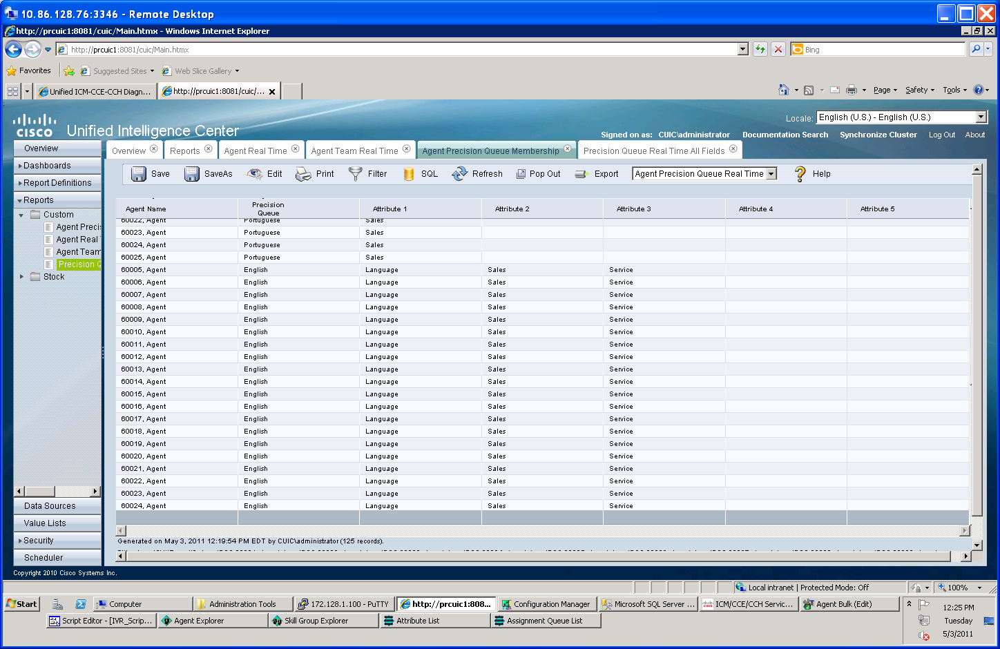 10.86.128.76:3346 - Remote Desktop
http://prcuic1:8081/cuic/Main.htmx - Windows Internet Explorer
http://prcuic1:8081/cuic/Main.htmx
Bing
Favorites Suggested Sites Web Slice Gallery
Unified ICM-CCE-CCH Diagn... http://prcuic1:8081/cuic/... Page Safety Tools
cisco Unified Intelligence Center
Locale: English (U.S.) - English (U.S.)
Signed on as: CUIC\administrator Documentation Search Synchronize Cluster Log Out About
Overview
Dashboards
Report Definitions
Reports
Custom
Agent Preci
Agent Real
Agent Team
Precision Q
Stock
Data Sources
Value Lists
Security
Scheduler
Overview Reports Agent Real Time Agent Team Real Time Agent Precision Queue Membership Precision Queue Real Time All Fields
Save SaveAs Edit Print Filter SQL Refresh Pop Out Export Agent Precision Queue Real Time Help
Agent Name Precision Queue Attribute 1 Attribute 2 Attribute 3 Attribute 4 Attribute 5
60022, Agent Portuguese Sales
60023, Agent Portuguese Sales
60024, Agent Portuguese Sales
60025, Agent Portuguese Sales
60005, Agent English Language Sales Service
60006, Agent English Language Sales Service
60007, Agent English Language Sales Service
60008, Agent English Language Sales Service
60009, Agent English Language Sales Service
60010, Agent English Language Sales Service
60011, Agent English Language Sales Service
60012, Agent English Language Sales Service
60013, Agent English Language Sales Service
60014, Agent English Language Sales Service
60015, Agent English Language Sales Service
60016, Agent English Language Sales Service
60017, Agent English Language Sales Service
60018, Agent English Language Sales Service
60019, Agent English Language Sales Service
60020, Agent English Language Sales Service
60021, Agent English Language Sales Service
60022, Agent English Language Sales Service
60023, Agent English Language Sales Service
60024, Agent English Language Sales Service
Generated on May 3, 2011 12:19:54 PM EDT by CUIC\administrator (125 records).
Copyright 2010 Cisco Systems Inc.
Local intranet | Protected Mode: Off 100%
Start Computer Administration Tools 172.128.1.100 - PuTTY http://prcuic1:808... Configuration Manager Microsoft SQL Server ... ICM/CCE/CCH Servic... Agent Bulk (Edit)
Script Editor - [IVR_Scrip... Agent Explorer Skill Group Explorer Attribute List Assignment Queue List
12:25 PM
Tuesday
5/3/2011